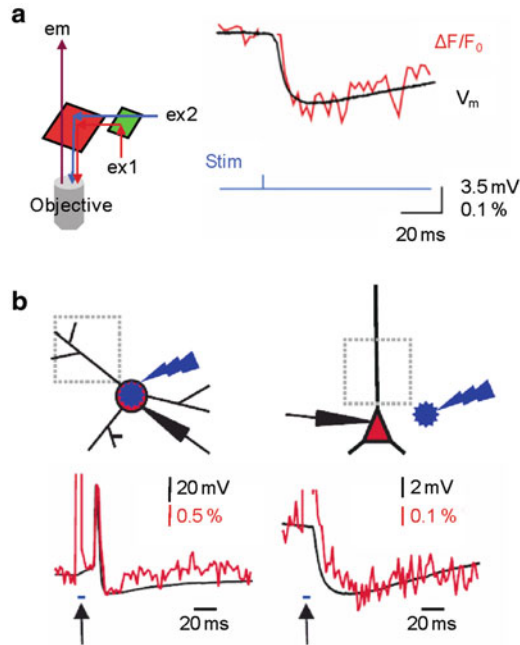 a
em
ΔF/F0
ex2
Vm
ex1
Stim
Objective
3.5 mV
0.1 %
20 ms
b
20 mV
0.5 %
2 mV
0.1 %
20 ms
20 ms